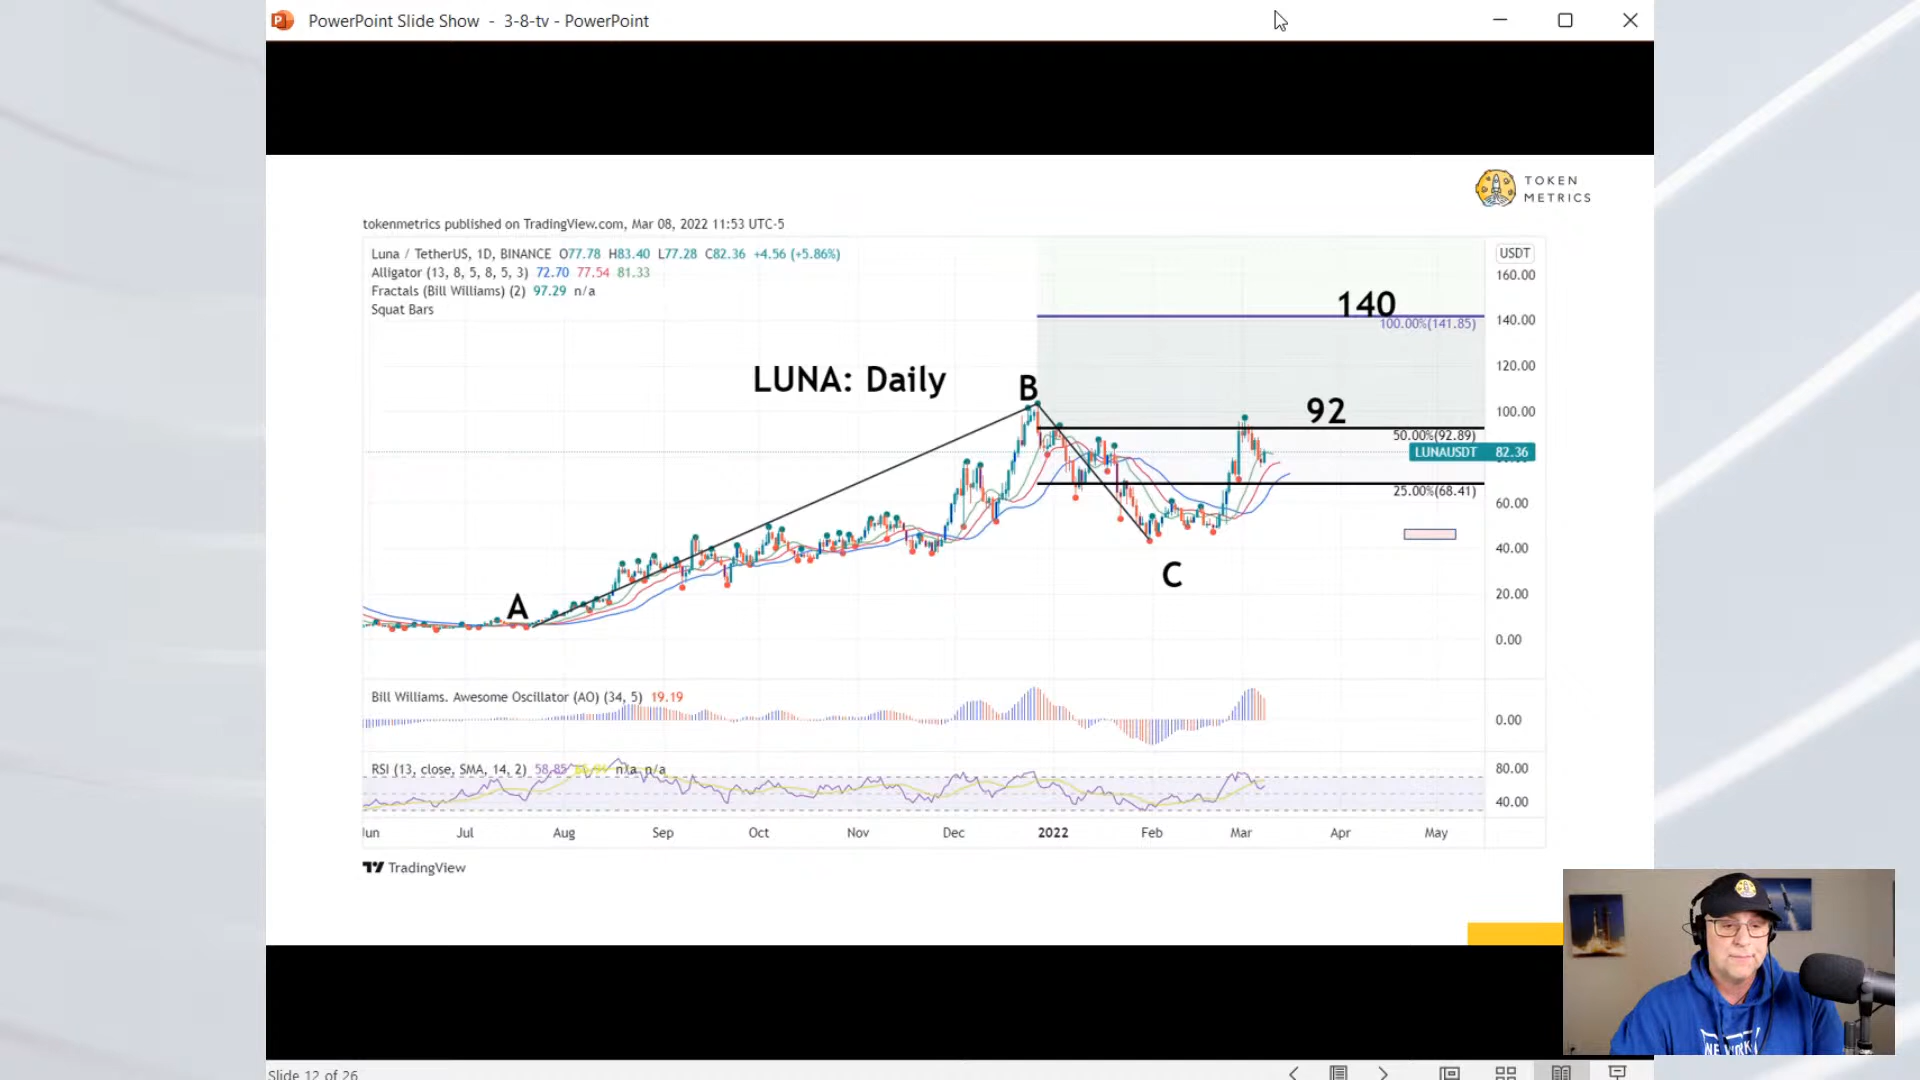 PowerPoint Slide Show - 3-8-tv - PowerPoint
TOKEN
METRICS
tokenmetrics published on TradingView.com, Mar 08, 2022 11:53 UTC-5
Luna / TetherUS, 1D, BINANCE O77.78 H83.40 L77.28 C82.36 +4.56 (+5.86%)
USDT
Alligator (13, 8, 5, 8, 5, 3) 72.70 77.54 81.33
160.00
Fractals (Bill Williams) (2) 97.29 n/a
Squat Bars
140
100.00%(141.85)
140.00
120.00
LUNA: Daily
B
92
100.00
50.00%(92.89)
LUNAUSDT 82.36
25.00%(68.41)
60.00
40.00
C
20.00
A
0.00
Bill Williams. Awesome Oscillator (AO) (34, 5) 19.19
0.00
RSI (13, close, SMA, 14, 2) 58.85 n/a n/a
80.00
40.00
Jun Jul Aug Sep Oct Nov Dec 2022 Feb Mar Apr May
TradingView
Slide 12 of 26